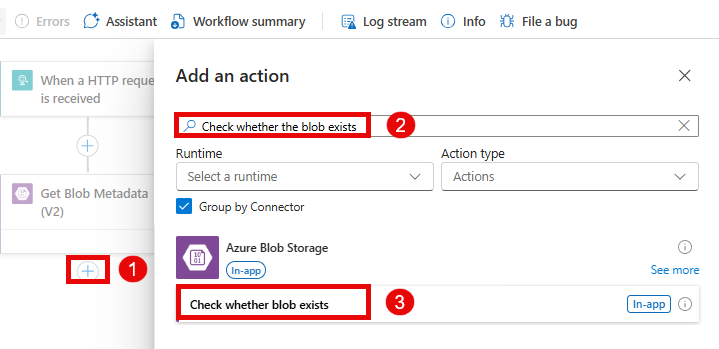 Errors
Assistant
Workflow summary
Log stream
Info
File a bug
When a HTTP reque
is received
Get Blob Metadata
(V2)
1
Add an action
Check whether the blob exists
2
Runtime
Action type
Select a runtime
Actions
Group by Connector
10
01
Azure Blob Storage
In-app
See more
Check whether blob exists
3
In-app